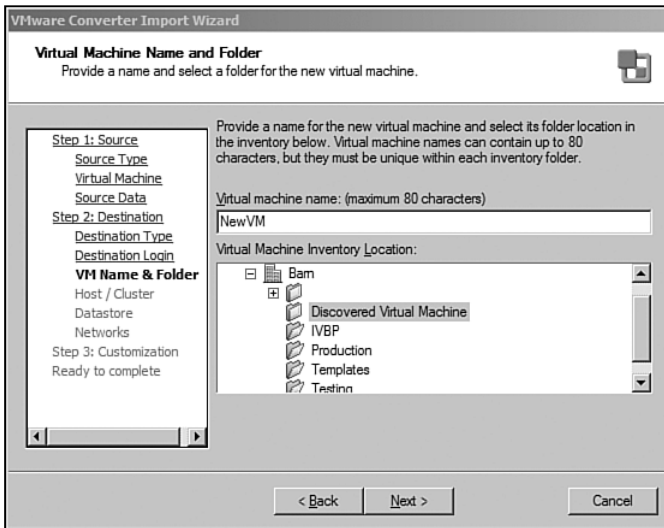 VMware Converter Import Wizard
Virtual Machine Name and Folder
Provide a name and select a folder for the new virtual machine.
Step 1: Source
Source Type
Virtual Machine
Source Data
Step 2: Destination
Destination Type
Destination Login
VM Name & Folder
Host / Cluster
Datastore
Networks
Step 3: Customization
Ready to complete
Provide a name for the new virtual machine and select its folder location in
the inventory below. Virtual machine names can contain up to 80
characters, but they must be unique within each inventory folder.
Virtual machine name: (maximum 80 characters)
NewVM
Virtual Machine Inventory Location:
Discovered Virtual Machine
IVBP
Production
Templates
Testing
< Back
Next >
Cancel